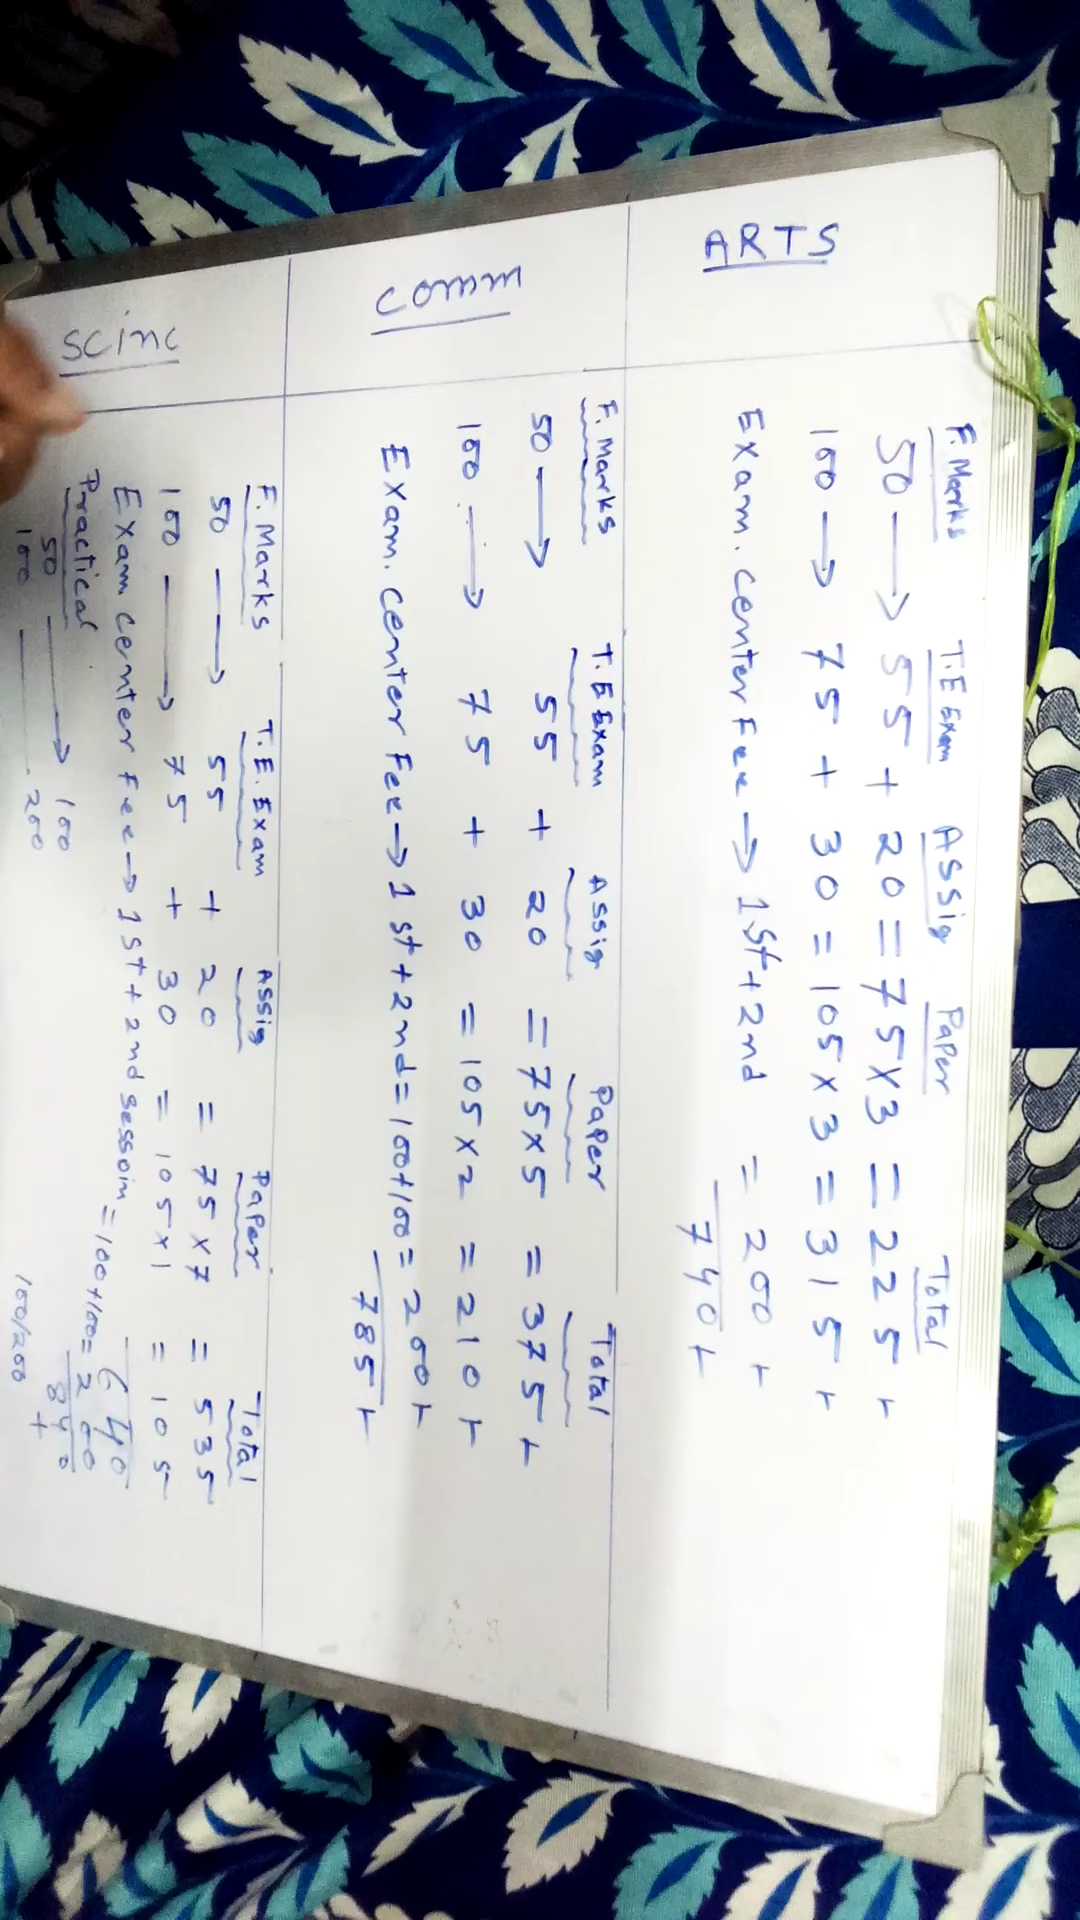 ARTS
F. Marks T.E Exam Assig Paper Total
50 → 55 + 20 = 75 x 3 = 225 +
100 → 75 + 30 = 105 x 3 = 315 +
Exam. center Fee → 1st + 2nd = 200 +
740 +
comm
F. Marks T.E Exam Assig Paper Total
50 → 55 + 20 = 75 x 5 = 375 +
100 → 75 + 30 = 105 x 2 = 210 +
Exam. center Fee → 1st + 2nd = 100 + 100 = 200 +
785 +
scinc
F. Marks T.E. Exam Assig Paper Total
50 → 55 + 20 = 75 x 7 = 535
100 → 75 + 30 = 105 x 1 = 105
640
Exam center Fee → 1st + 2nd sessoin = 100 + 100 = 200
840
+
Practical
50 → 100
100 — 200 100/200